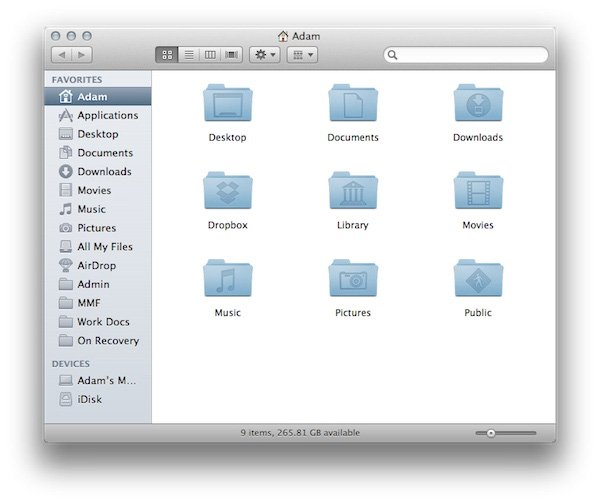 Adam
FAVORITES
Adam
Applications
Desktop
Documents
Downloads
Movies
Music
Pictures
All My Files
AirDrop
Admin
MMF
Work Docs
On Recovery
DEVICES
Adam's M...
iDisk
Desktop Documents Downloads
Dropbox Library Movies
Music Pictures Public
9 items, 265.81 GB available